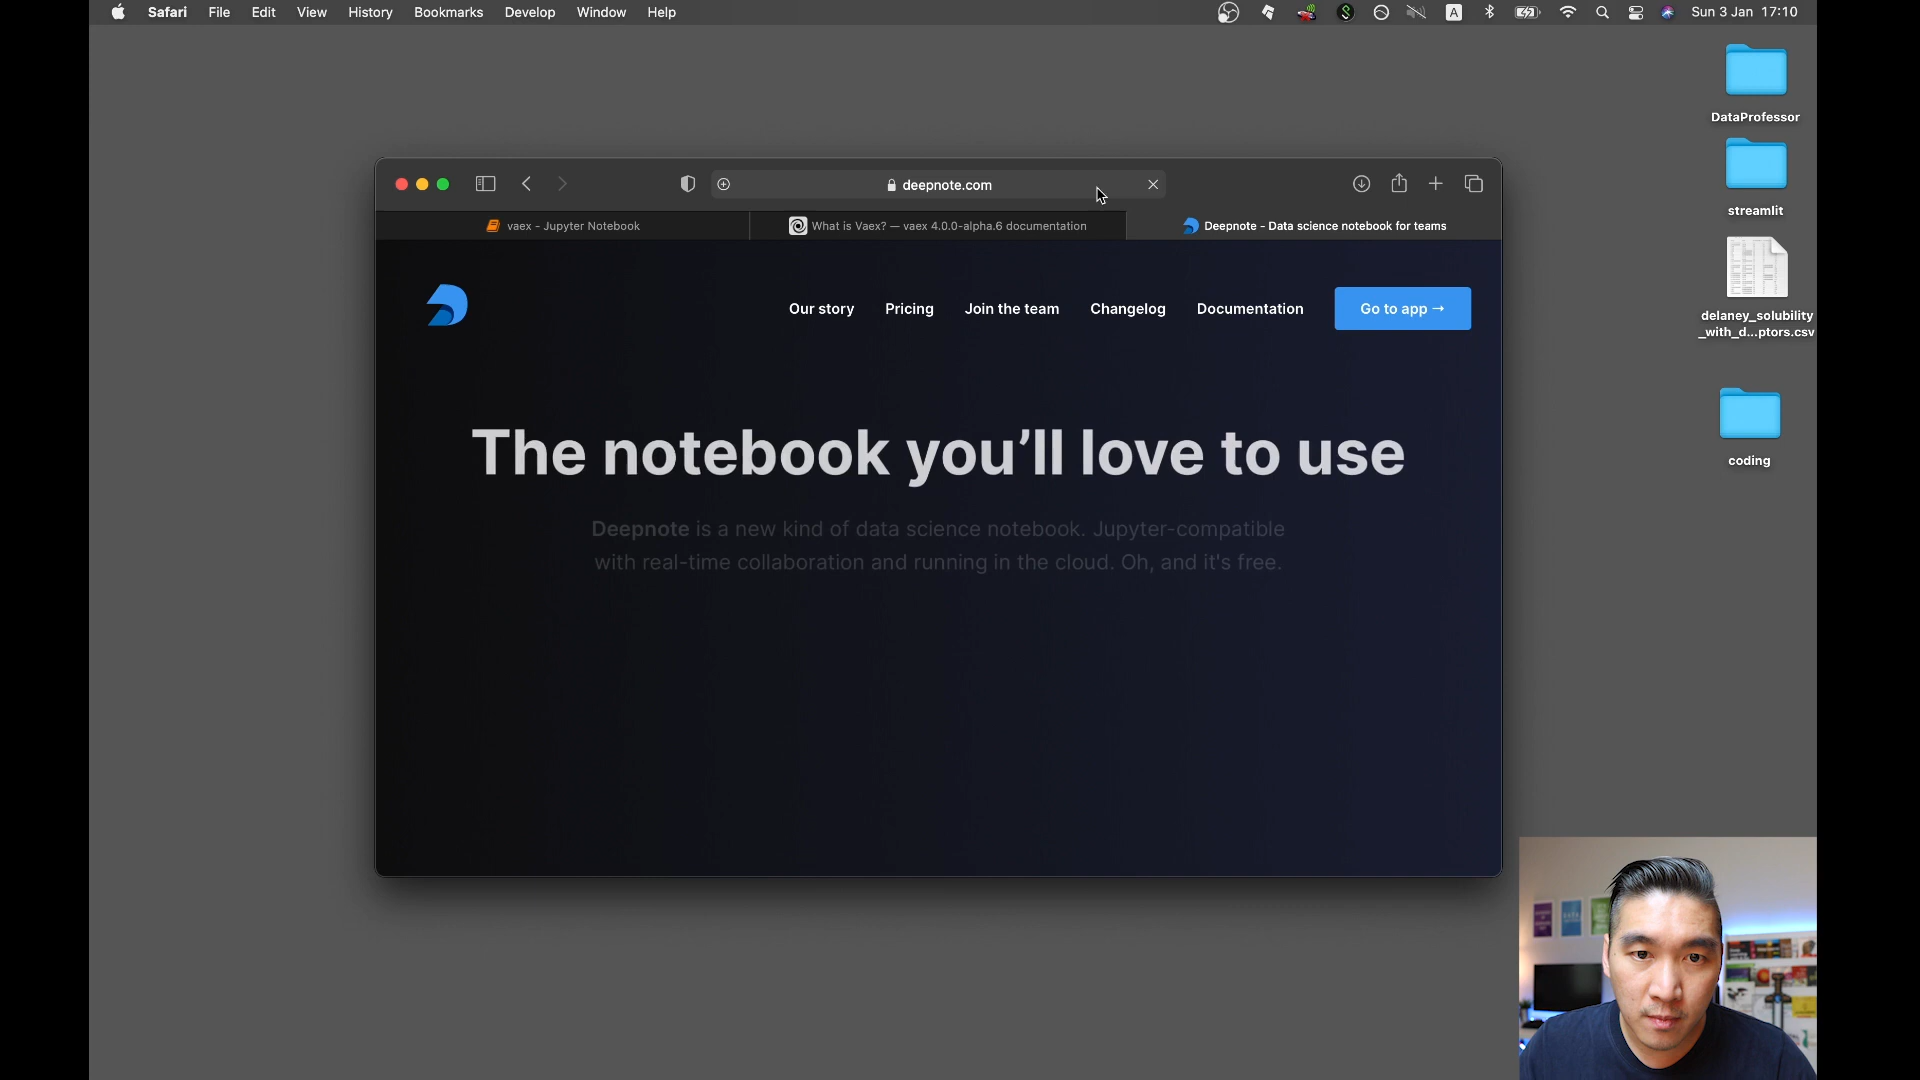 Safari File Edit View History Bookmarks Develop Window Help
A
Sun 3 Jan 17:10
DataProfessor
streamlit
delaney_solubility
_with_d...ptors.csv
coding
deepnote.com
vaex - Jupyter Notebook
What is Vaex? — vaex 4.0.0-alpha.6 documentation
Deepnote - Data science notebook for teams
Our story Pricing Join the team Changelog Documentation Go to app →
The notebook you’ll love to use
Deepnote is a new kind of data science notebook. Jupyter-compatible
with real-time collaboration and running in the cloud. Oh, and it's free.